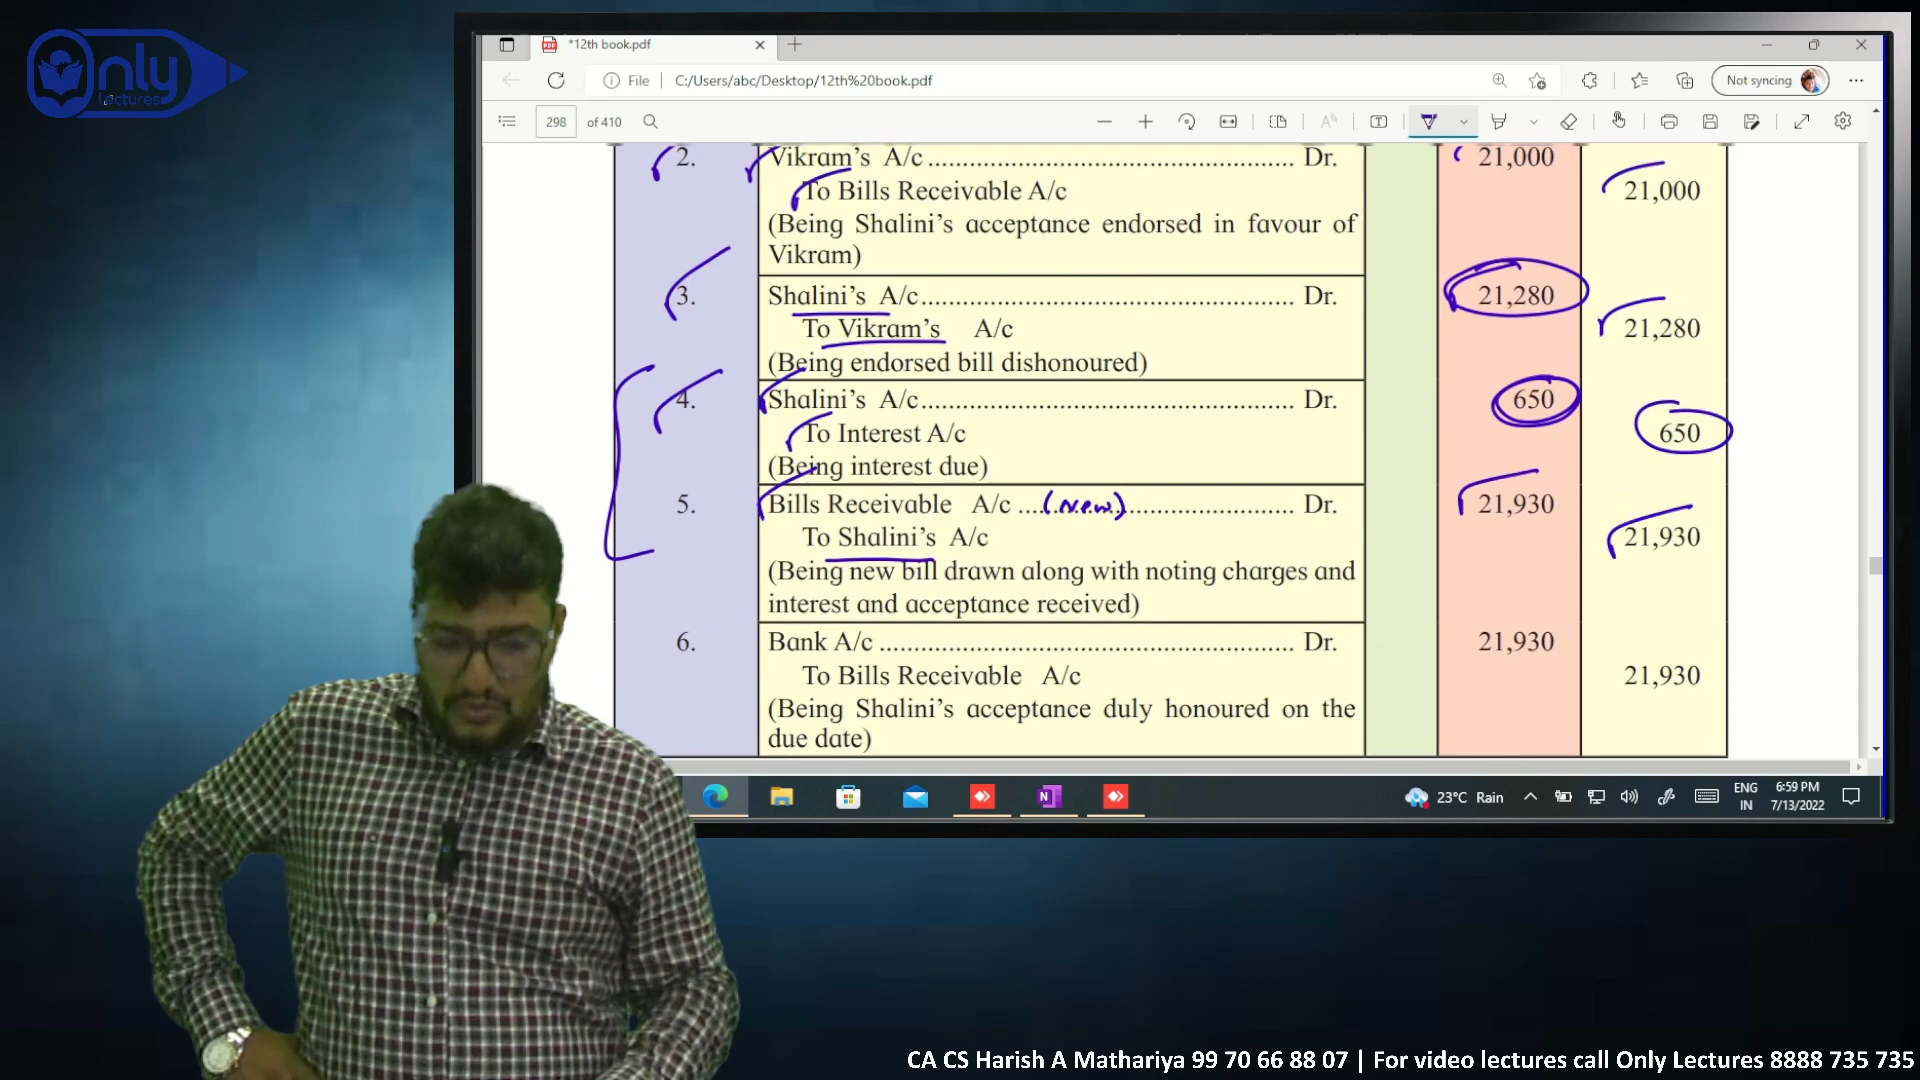 Only
Lectures
*12th book.pdf
File C:/Users/abc/Desktop/12th%20book.pdf Not syncing
298 of 410
2. Vikram's A/c .................................................. Dr. 21,000
To Bills Receivable A/c 21,000
(Being Shalini's acceptance endorsed in favour of
Vikram)
3. Shalini's A/c.................................................. Dr. 21,280
To Vikram's A/c 21,280
(Being endorsed bill dishonoured)
4. Shalini's A/c.................................................. Dr. 650
To Interest A/c 650
(Being interest due)
5. Bills Receivable A/c ....(New)........................ Dr. 21,930
To Shalini's A/c 21,930
(Being new bill drawn along with noting charges and
interest and acceptance received)
6. Bank A/c ...................................................... Dr. 21,930
To Bills Receivable A/c 21,930
(Being Shalini's acceptance duly honoured on the
due date)
23°C Rain ENG 6:59 PM
IN 7/13/2022
CA CS Harish A Mathariya 99 70 66 88 07 | For video lectures call Only Lectures 8888 735 735